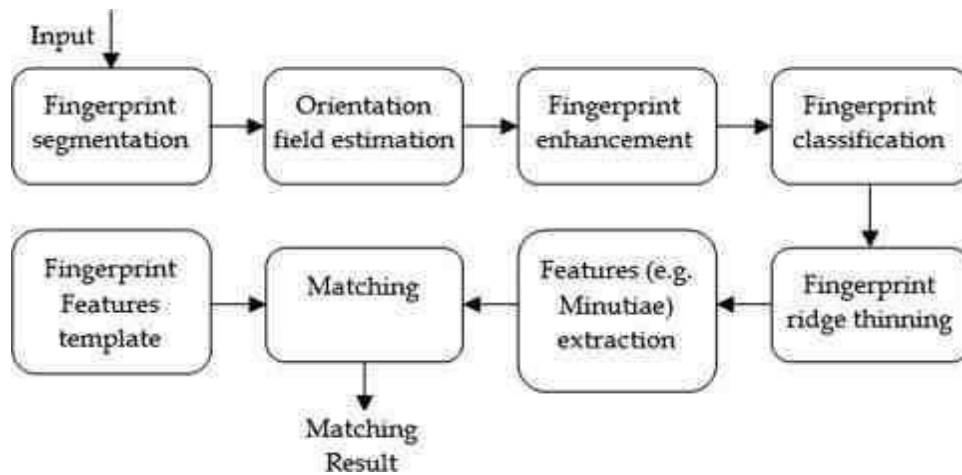 Input
Fingerprint
segmentation
Orientation
field estimation
Fingerprint
enhancement
Fingerprint
classification
Fingerprint
Features
template
Matching
Features (e.g.
Minutiae)
extraction
Fingerprint
ridge thinning
Matching
Result